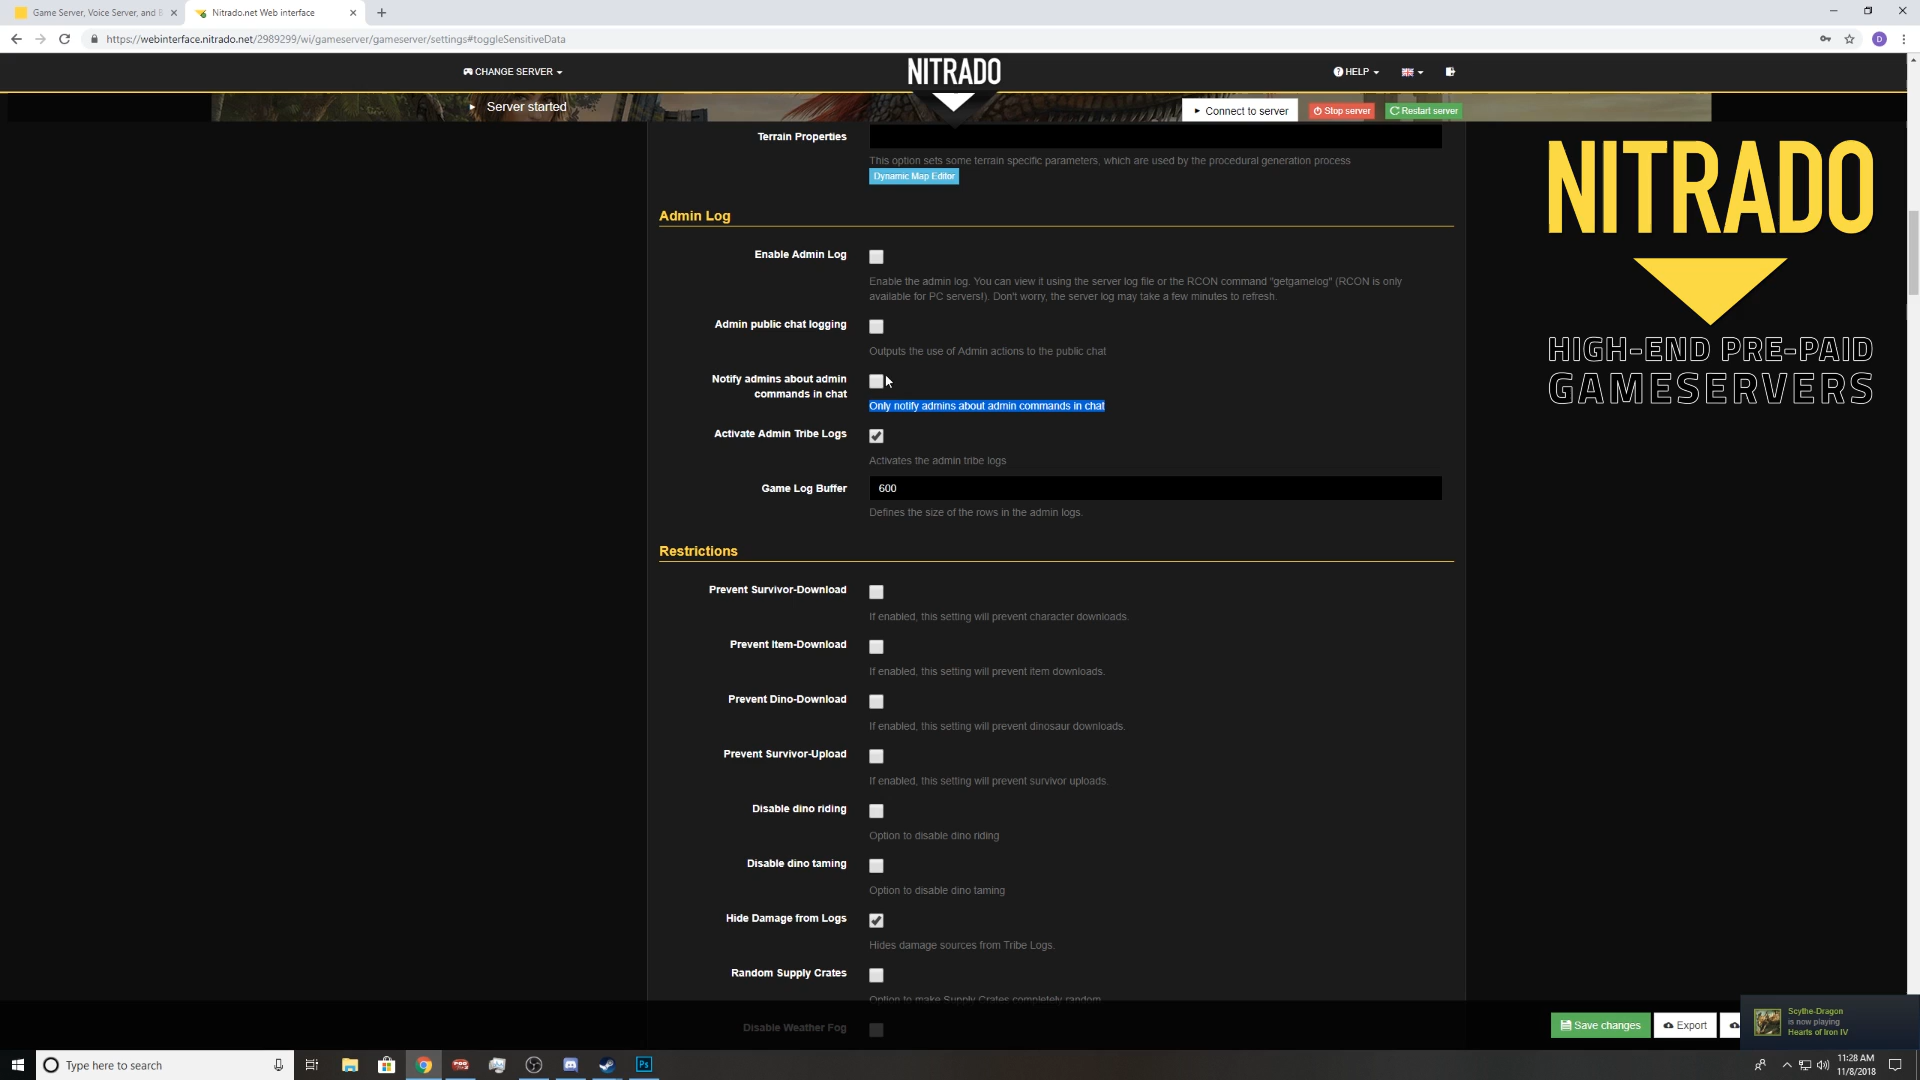 Game Server, Voice Server, and
Nitrado.net Web interface
https://webinterface.nitrado.net/2989299/wi/gameserver/gameserver/settings#toggleSensitiveData
D
CHANGE SERVER
NITRADO
HELP
Server started
Connect to server
Stop server
Restart server
Terrain Properties
This option sets some terrain specific parameters, which are used by the procedural generation process
Dynamic Map Editor
Admin Log
Enable Admin Log
Enable the admin log. You can view it using the server log file or the RCON command "getgamelog" (RCON is only
available for PC servers!). Don't worry, the server log may take a few minutes to refresh.
Admin public chat logging
Outputs the use of Admin actions to the public chat
Notify admins about admin
commands in chat
Only notify admins about admin commands in chat
Activate Admin Tribe Logs
Activates the admin tribe logs
Game Log Buffer
600
Defines the size of the rows in the admin logs.
Restrictions
Prevent Survivor-Download
If enabled, this setting will prevent character downloads.
Prevent Item-Download
If enabled, this setting will prevent item downloads.
Prevent Dino-Download
If enabled, this setting will prevent dinosaur downloads.
Prevent Survivor-Upload
If enabled, this setting will prevent survivor uploads.
Disable dino riding
Option to disable dino riding
Disable dino taming
Option to disable dino taming
Hide Damage from Logs
Hides damage sources from Tribe Logs.
Random Supply Crates
Option to make Supply Crates completely random
Disable Weather Fog
NITRADO
HIGH-END PRE-PAID
GAMESERVERS
Save changes
Export
Scythe-Dragon
is now playing
Hearts of Iron IV
Type here to search
Ps
11:28 AM
11/8/2018